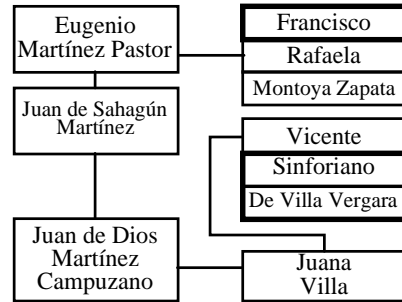 Eugenio
Martínez Pastor
Francisco
Rafaela
Montoya Zapata
Juan de Sahagún
Martínez
Vicente
Sinforiano
De Villa Vergara
Juan de Dios
Martínez
Campuzano
Juana
Villa